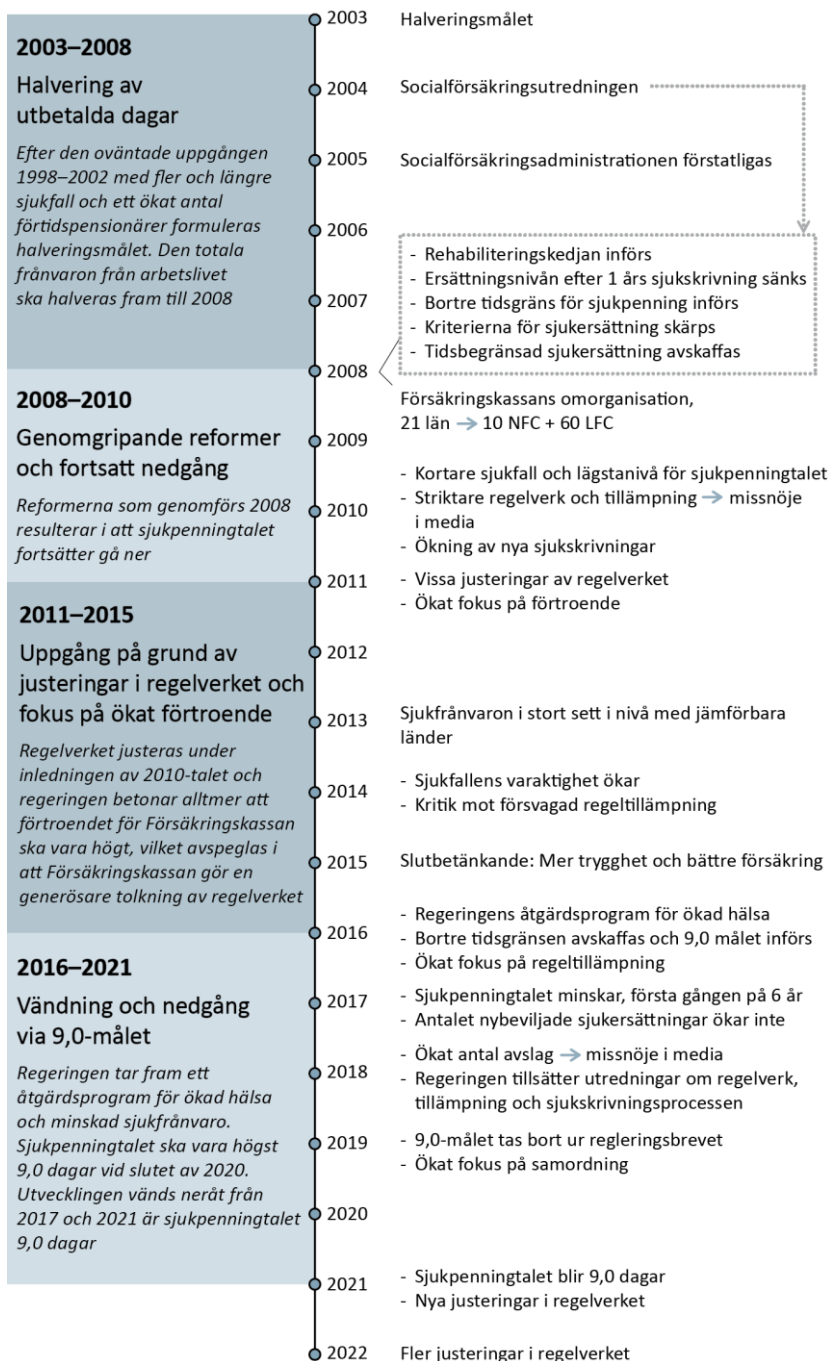 2003–2008
Halvering av
utbetalda dagar
Efter den oväntade uppgången
1998–2002 med fler och längre
sjukfall och ett ökat antal
förtidspensionärer formuleras
halveringsmålet. Den totala
frånvaron från arbetslivet
ska halveras fram till 2008
2008–2010
Genomgripande reformer
och fortsatt nedgång
Reformerna som genomförs 2008
resulterar i att sjukpenningtalet
fortsätter gå ner
2011–2015
Uppgång på grund av
justeringar i regelverket och
fokus på ökat förtroende
Regelverket justeras under
inledningen av 2010-talet och
regeringen betonar alltmer att
förtroendet för Försäkringskassan
ska vara högt, vilket avspeglas i
att Försäkringskassan gör en
generösare tolkning av regelverket
2016–2021
Vändning och nedgång
via 9,0-målet
Regeringen tar fram ett
åtgärdsprogram för ökad hälsa
och minskad sjukfrånvaro.
Sjukpenningtalet ska vara högst
9,0 dagar vid slutet av 2020.
Utvecklingen vänds neråt från
2017 och 2021 är sjukpenningtalet
9,0 dagar
2003 Halveringsmålet
2004 Socialförsäkringsutredningen
2005 Socialförsäkringsadministrationen förstatligas
2006
- Rehabiliteringskedjan införs
- Ersättningsnivån efter 1 års sjukskrivning sänks
2007 - Bortre tidsgräns för sjukpenning införs
- Kriterierna för sjukersättning skärps
- Tidsbegränsad sjukersättning avskaffas
2008
Försäkringskassans omorganisation,
21 län → 10 NFC + 60 LFC
2009
- Kortare sjukfall och lägstanivå för sjukpenningtalet
- Striktare regelverk och tillämpning → missnöje
2010 i media
- Ökning av nya sjukskrivningar
2011 - Vissa justeringar av regelverket
- Ökat fokus på förtroende
2012
2013 Sjukfrånvaron i stort sett i nivå med jämförbara
länder
2014 - Sjukfallens varaktighet ökar
- Kritik mot försvagad regeltillämpning
2015 Slutbetänkande: Mer trygghet och bättre försäkring
- Regeringens åtgärdsprogram för ökad hälsa
2016 - Bortre tidsgränsen avskaffas och 9,0 målet införs
- Ökat fokus på regeltillämpning
2017 - Sjukpenningtalet minskar, första gången på 6 år
- Antalet nybeviljade sjukersättningar ökar inte
- Ökat antal avslag → missnöje i media
2018 - Regeringen tillsätter utredningar om regelverk,
tillämpning och sjukskrivningsprocessen
2019 - 9,0-målet tas bort ur regleringsbrevet
- Ökat fokus på samordning
2020
2021 - Sjukpenningtalet blir 9,0 dagar
- Nya justeringar i regelverket
2022 Fler justeringar i regelverket